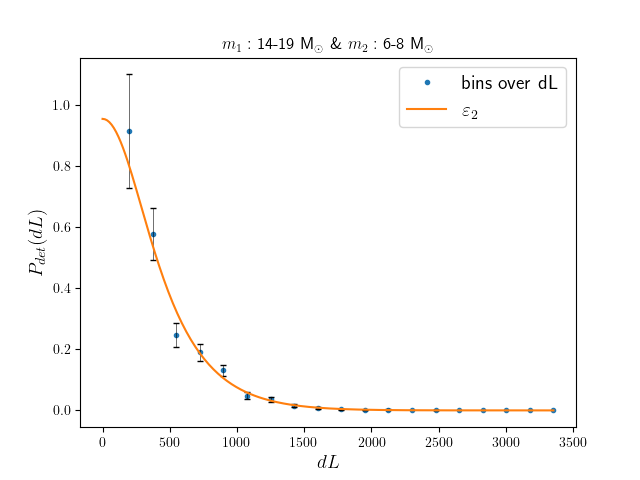 m₁ : 14-19 M⊙ & m₂ : 6-8 M⊙
bins over dL
ε₂
P_det(dL)
1.0
0.8
0.6
0.4
0.2
0.0
0 500 1000 1500 2000 2500 3000 3500
dL